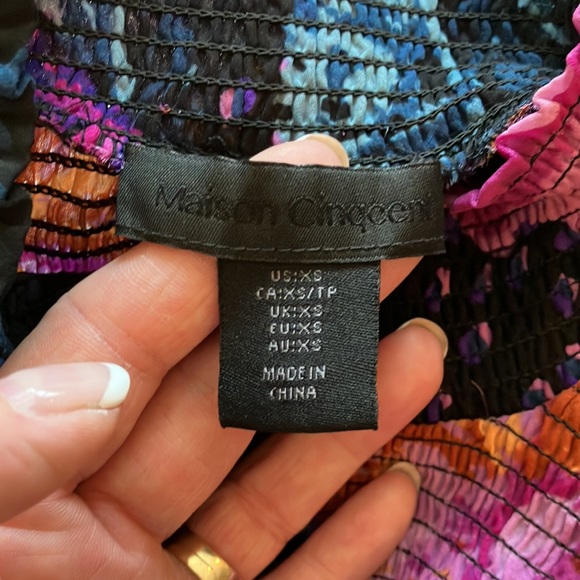 Maison Cinqcent
US:XS
CA:XS/TP
UK:XS
EU:XS
AU:XS
MADE IN
CHINA